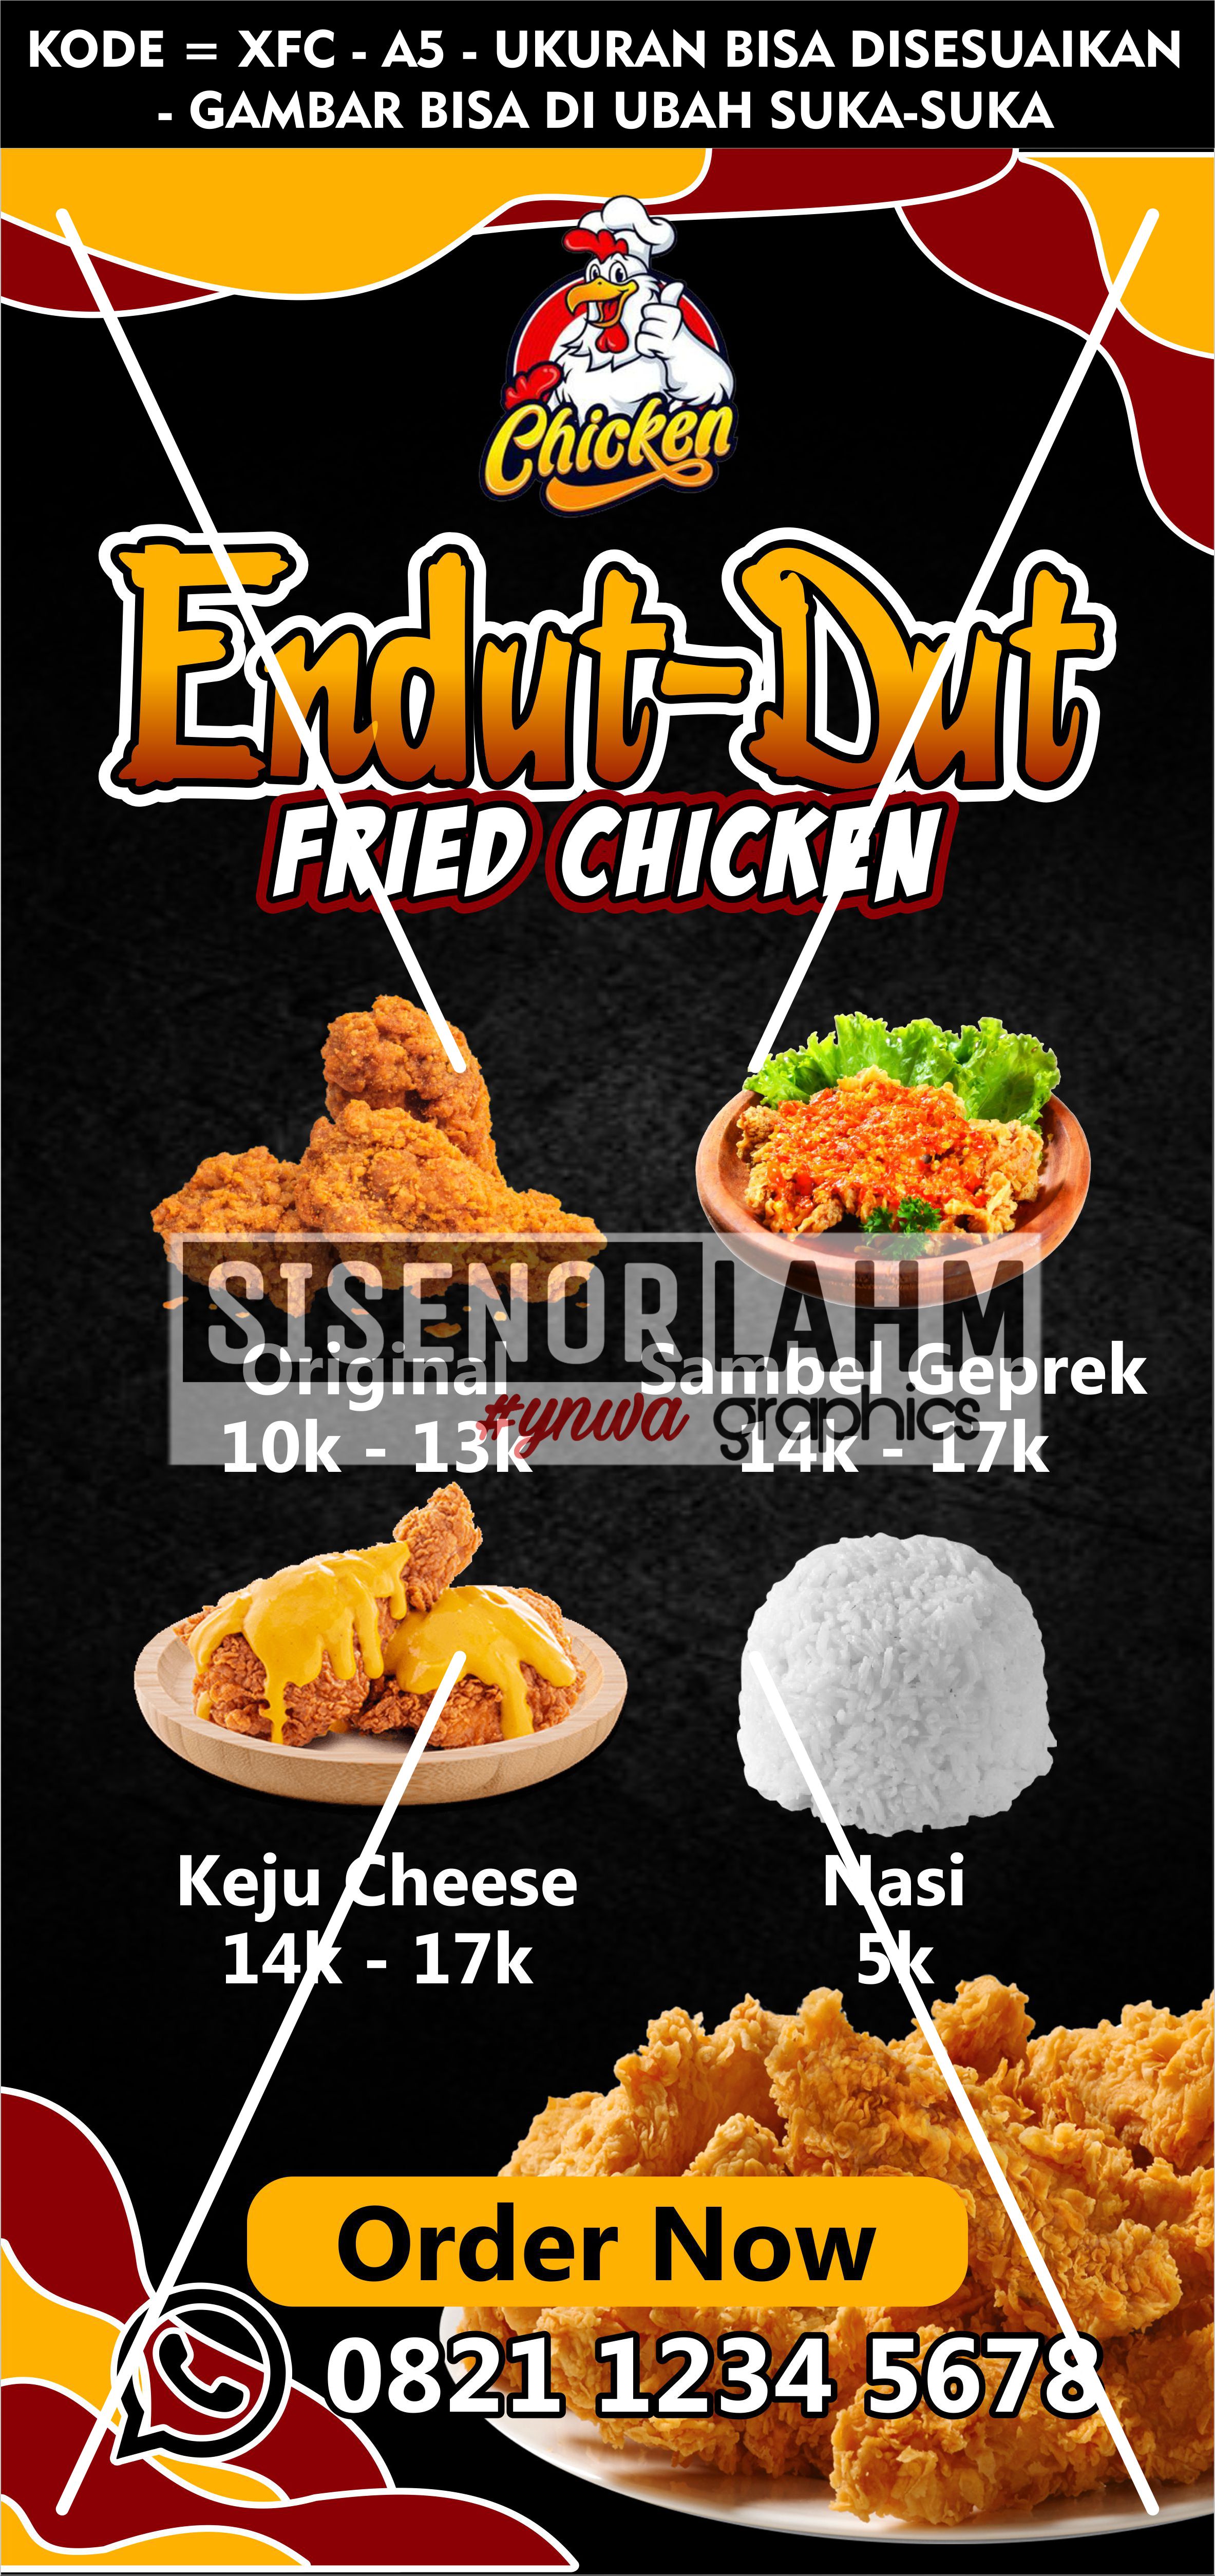 KODE = XFC - A5 - UKURAN BISA DISESUAIKAN
- GAMBAR BISA DI UBAH SUKA-SUKA
Chicken
Endut-Dut
FRIED CHICKEN
SISENOR LAHM
#ynwa graphics
Original
10k - 13k
Sambel Geprek
14k - 17k
Keju Cheese
14k - 17k
Nasi
5k
Order Now
0821 1234 5678